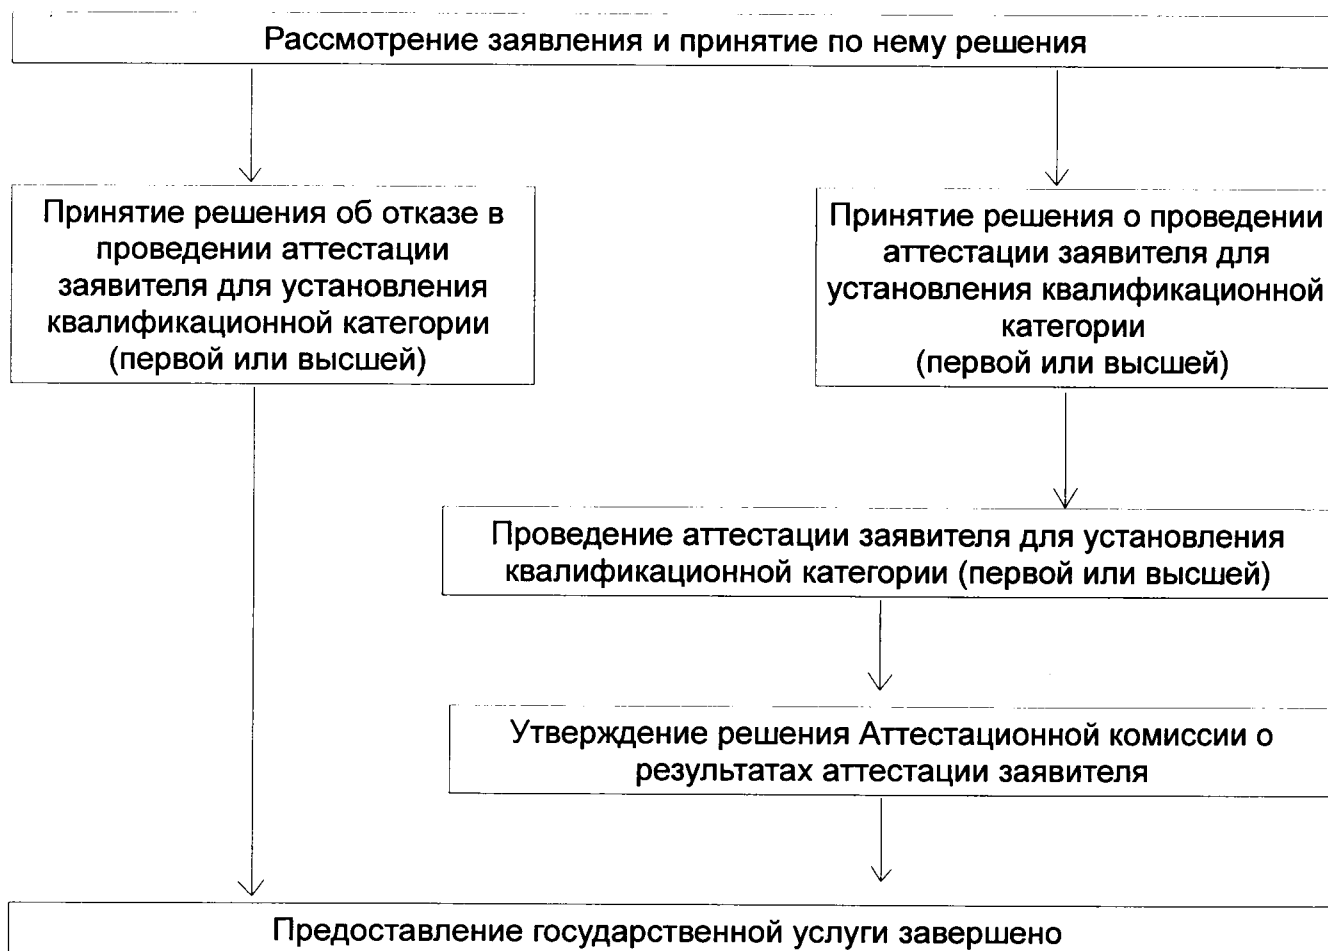 Рассмотрение заявления и принятие по нему решения
Принятие решения об отказе в
проведении аттестации
заявителя для установления
квалификационной категории
(первой или высшей)
Принятие решения о проведении
аттестации заявителя для
установления квалификационной
категории
(первой или высшей)
Проведение аттестации заявителя для установления
квалификационной категории (первой или высшей)
Утверждение решения Аттестационной комиссии о
результатах аттестации заявителя
Предоставление государственной услуги завершено